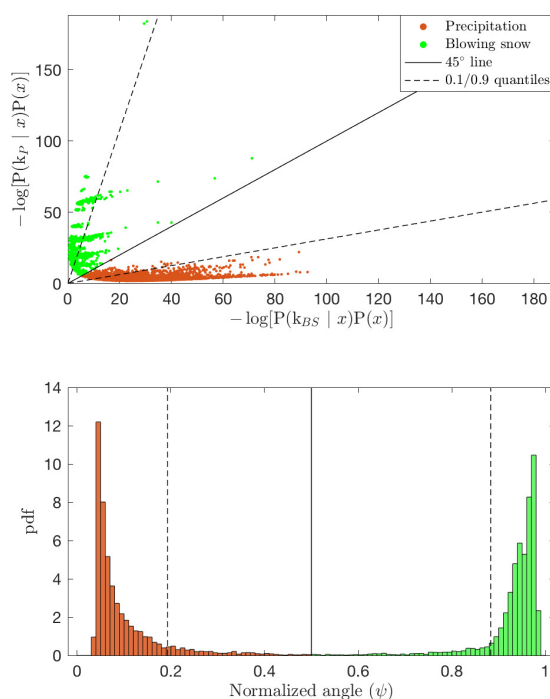 Precipitation
Blowing snow
45° line
0.1/0.9 quantiles
−log[P(k_P | x)P(x)]
150
100
50
0
0 20 40 60 80 100 120 140 160 180
−log[P(k_BS | x)P(x)]
pdf
14
12
10
8
6
4
2
0
0 0.2 0.4 0.6 0.8 1
Normalized angle (ψ)